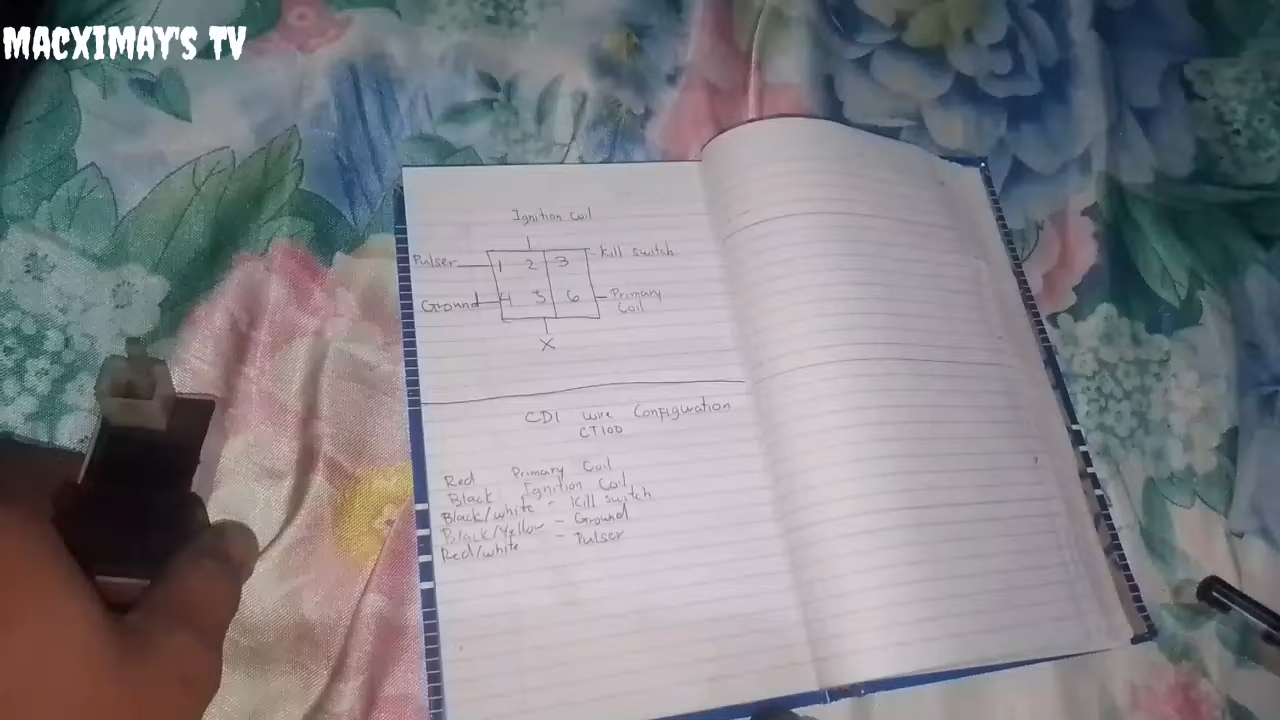 MACXIMAY'S TV
Ignition Coil
Pulser 1 2 3 Kill switch
Ground 4 5 6 Primary
Coil
X
CDI wire Configuration
CT100
Red Primary Coil
Black Ignition Coil
Black/white - Kill switch
Black/Yellow - Ground
Red/white - Pulser